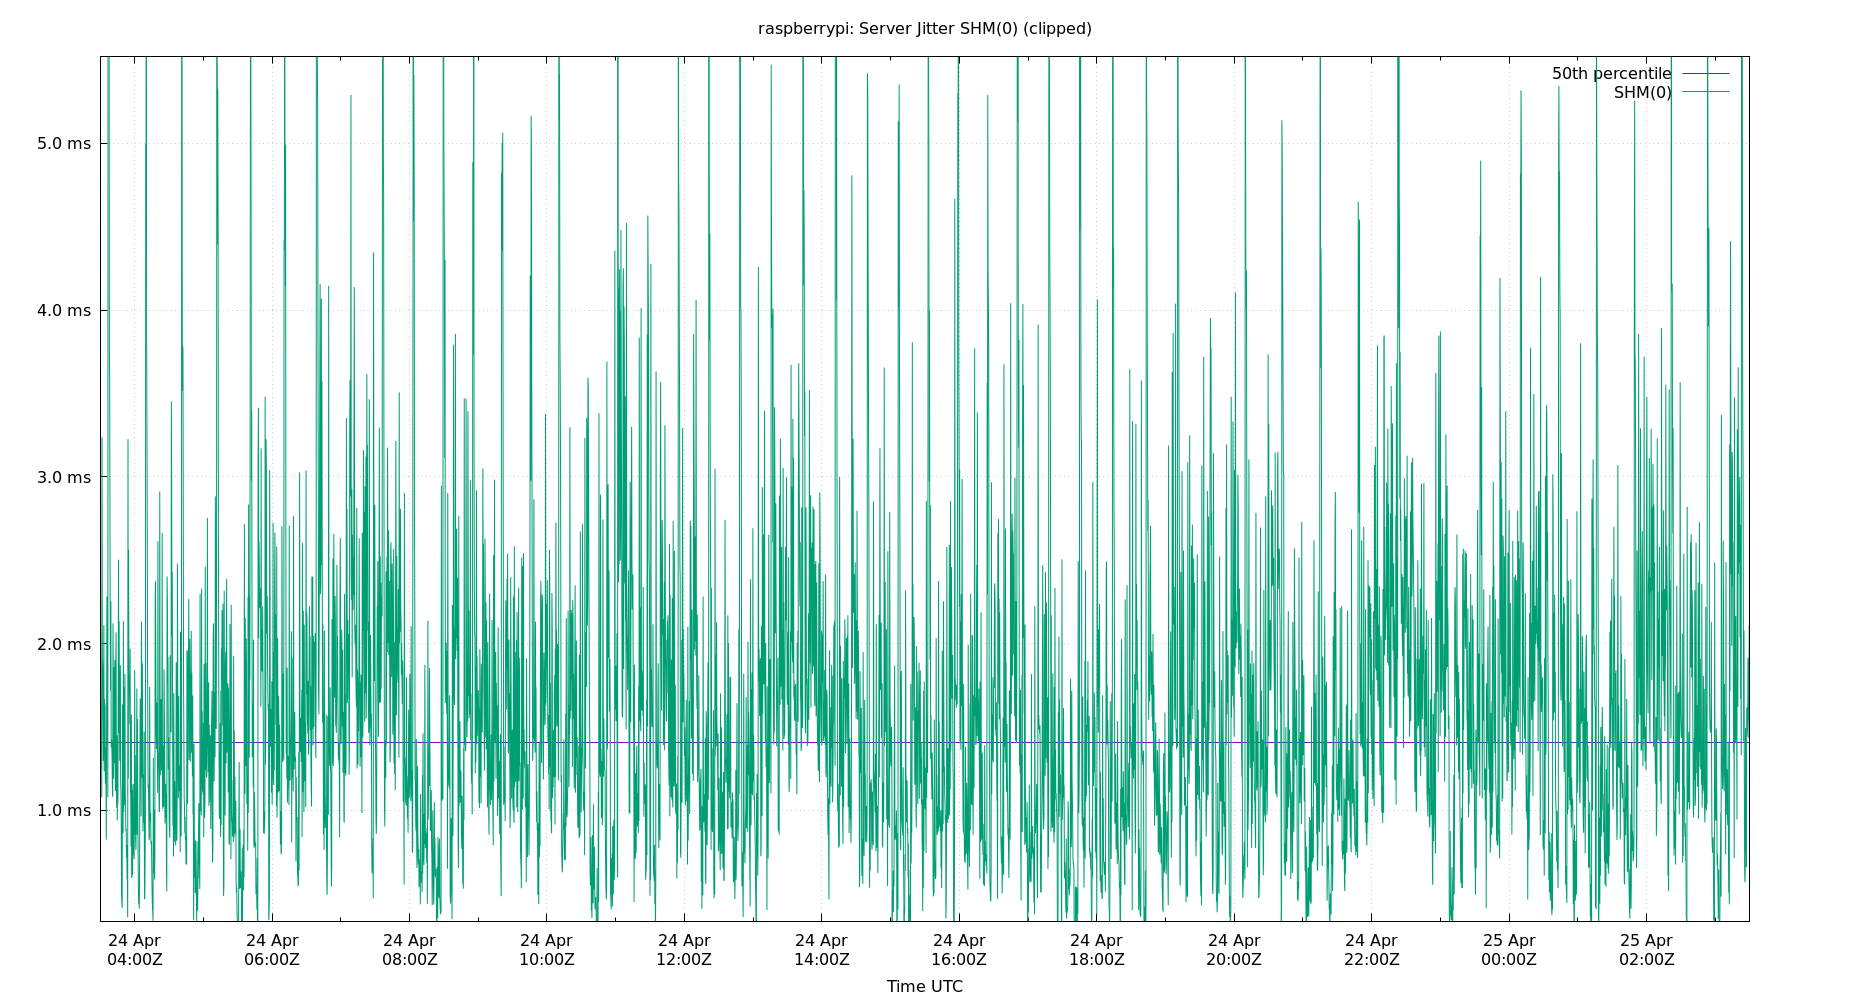 raspberrypi: Server Jitter SHM(0) (clipped)
50th percentile
SHM(0)
5.0 ms
4.0 ms
3.0 ms
2.0 ms
1.0 ms
24 Apr 24 Apr 24 Apr 24 Apr 24 Apr 24 Apr 24 Apr 24 Apr 24 Apr 24 Apr 25 Apr 25 Apr
04:00Z 06:00Z 08:00Z 10:00Z 12:00Z 14:00Z 16:00Z 18:00Z 20:00Z 22:00Z 00:00Z 02:00Z
Time UTC